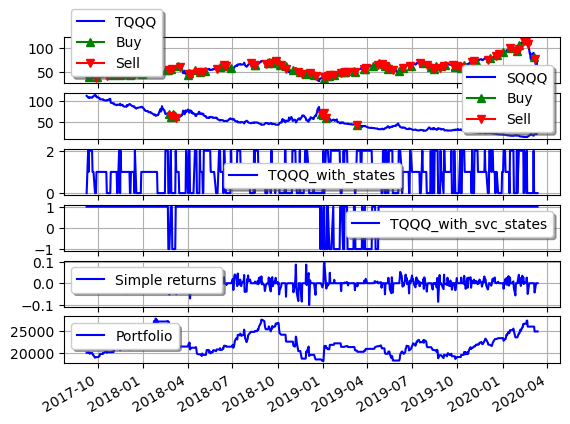 TQQQ
Buy
Sell
100
50
SQQQ
Buy
Sell
100
50
2
0
TQQQ_with_states
1
−1
TQQQ_with_svc_states
0.1
0.0
−0.1
Simple returns
25000
20000
Portfolio
2017-10
2018-01
2018-04
2018-07
2018-10
2019-01
2019-04
2019-07
2019-10
2020-01
2020-04